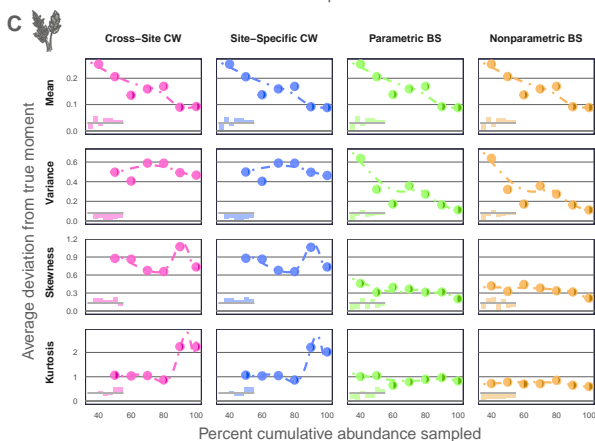 C
Cross-Site CW Site-Specific CW Parametric BS Nonparametric BS
Average deviation from true moment
Mean
0.2
0.1
0.0
Variance
0.6
0.4
0.2
0.0
Skewness
1.2
0.9
0.6
0.3
0.0
Kurtosis
2
1
0
40 60 80 100 40 60 80 100 40 60 80 100 40 60 80 100
Percent cumulative abundance sampled